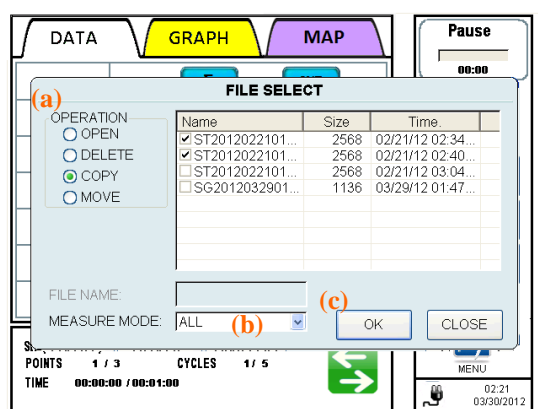 DATA GRAPH MAP
Pause
00:00
FILE SELECT
(a)
OPERATION
OPEN
DELETE
COPY
MOVE
Name Size Time.
ST2012022101... 2568 02/21/12 02:34...
ST2012022101... 2568 02/21/12 02:40...
ST2012022101... 2568 02/21/12 03:04...
SG2012032901... 1136 03/29/12 01:47...
FILE NAME:
MEASURE MODE: ALL
(b)
(c)
OK CLOSE
POINTS 1 / 3 CYCLES 1/ 5
TIME 00:00:00 / 00:01:00
MENU
02:21
03/30/2012